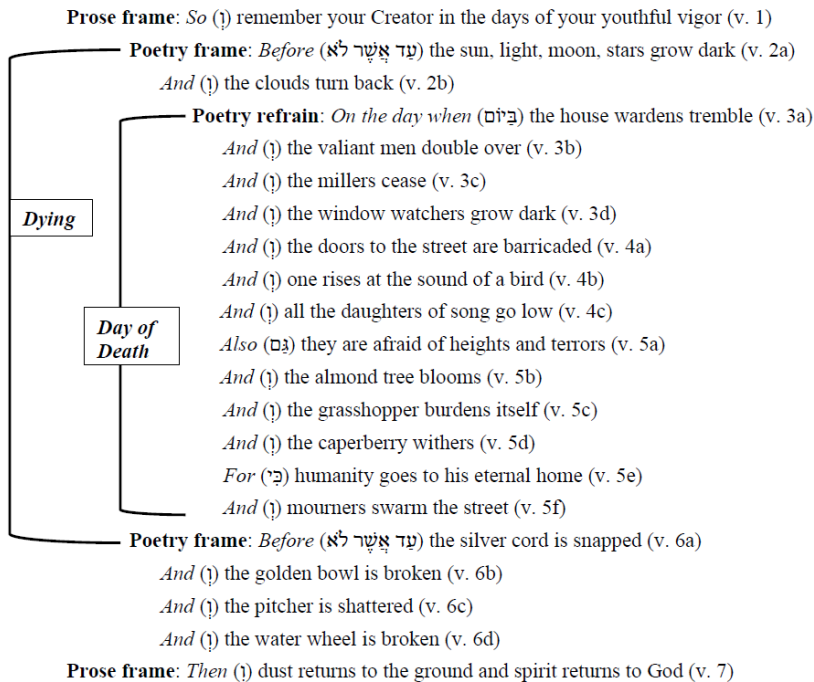 Prose frame: So (וְ) remember your Creator in the days of your youthful vigor (v. 1)
Poetry frame: Before (עַד אֲשֶׁר לֹא) the sun, light, moon, stars grow dark (v. 2a)
And (וְ) the clouds turn back (v. 2b)
Poetry refrain: On the day when (בַּיּוֹם) the house wardens tremble (v. 3a)
And (וְ) the valiant men double over (v. 3b)
And (וְ) the millers cease (v. 3c)
And (וְ) the window watchers grow dark (v. 3d)
Dying
And (וְ) the doors to the street are barricaded (v. 4a)
And (וְ) one rises at the sound of a bird (v. 4b)
And (וְ) all the daughters of song go low (v. 4c)
Day of
Death
Also (גַּם) they are afraid of heights and terrors (v. 5a)
And (וְ) the almond tree blooms (v. 5b)
And (וְ) the grasshopper burdens itself (v. 5c)
And (וְ) the caperberry withers (v. 5d)
For (כִּי) humanity goes to his eternal home (v. 5e)
And (וְ) mourners swarm the street (v. 5f)
Poetry frame: Before (עַד אֲשֶׁר לֹא) the silver cord is snapped (v. 6a)
And (וְ) the golden bowl is broken (v. 6b)
And (וְ) the pitcher is shattered (v. 6c)
And (וְ) the water wheel is broken (v. 6d)
Prose frame: Then (וְ) dust returns to the ground and spirit returns to God (v. 7)